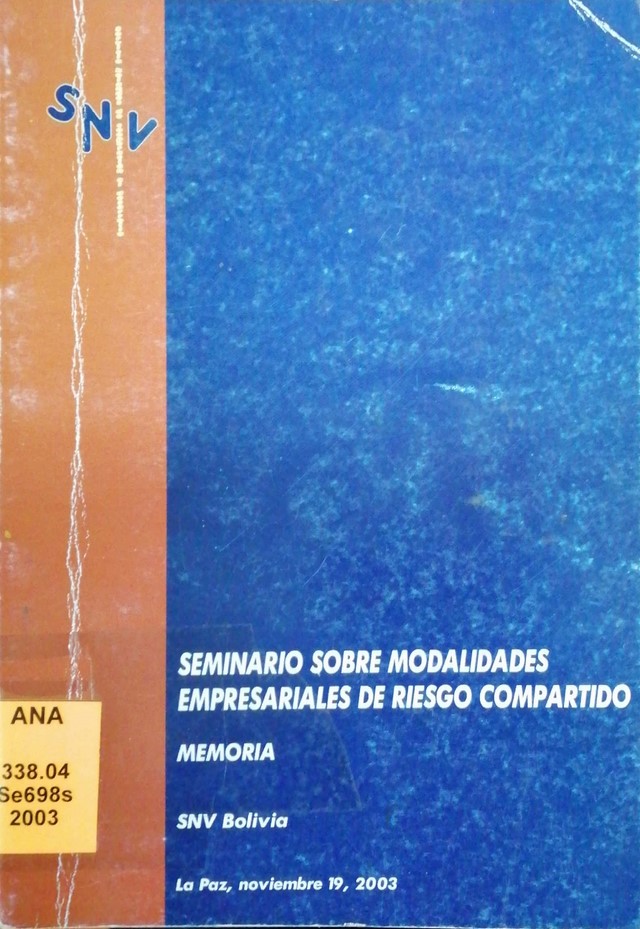 SNV
SEMINARIO SOBRE MODALIDADES
EMPRESARIALES DE RIESGO COMPARTIDO
MEMORIA
SNV Bolivia
La Paz, noviembre 19, 2003
ANA
338.04
Se698s
2003